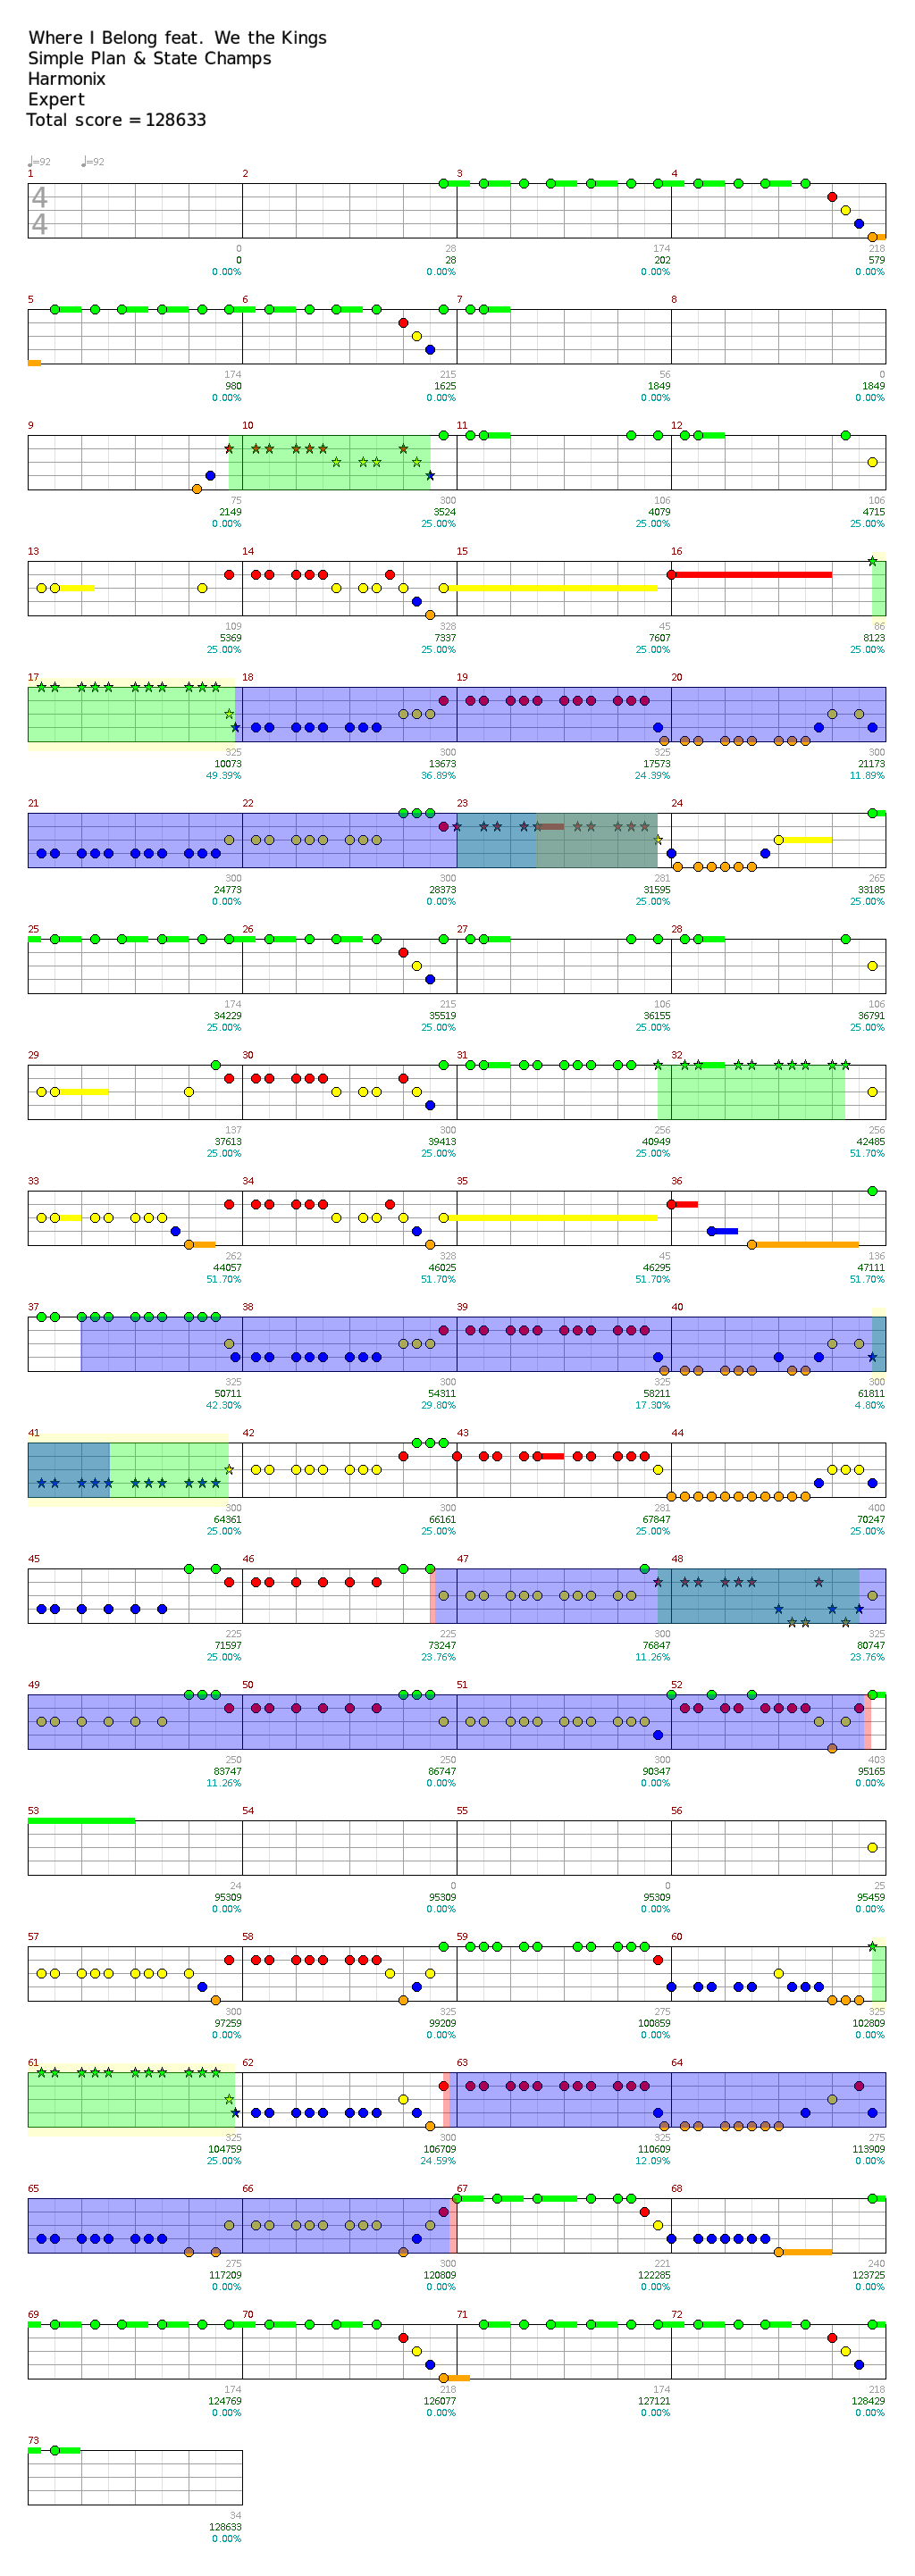 Where I Belong feat. We the Kings
Simple Plan & State Champs
Harmonix
Expert
Total score = 128633
♩=92 ♩=92
1 2 3 4
4
4
0 28 174 218
0 28 202 579
0.00% 0.00% 0.00% 0.00%
5 6 7 8
174 215 56 0
980 1625 1849 1849
0.00% 0.00% 0.00% 0.00%
9 10 11 12
75 300 106 106
2149 3524 4079 4715
0.00% 25.00% 25.00% 25.00%
13 14 15 16
109 328 45 86
5369 7337 7607 8123
25.00% 25.00% 25.00% 25.00%
17 18 19 20
325 300 325 300
10073 13673 17573 21173
49.39% 36.89% 24.39% 11.89%
21 22 23 24
300 300 281 265
24773 28373 31595 33185
0.00% 0.00% 25.00% 25.00%
25 26 27 28
174 215 106 106
34229 35519 36155 36791
25.00% 25.00% 25.00% 25.00%
29 30 31 32
137 300 256 256
37613 39413 40949 42485
25.00% 25.00% 25.00% 51.70%
33 34 35 36
262 328 45 136
44057 46025 46295 47111
51.70% 51.70% 51.70% 51.70%
37 38 39 40
325 300 325 300
50711 54311 58211 61811
42.30% 29.80% 17.30% 4.80%
41 42 43 44
300 300 281 400
64361 66161 67847 70247
25.00% 25.00% 25.00% 25.00%
45 46 47 48
225 225 300 325
71597 73247 76847 80747
25.00% 23.76% 11.26% 23.76%
49 50 51 52
250 250 300 403
83747 86747 90347 95165
11.26% 0.00% 0.00% 0.00%
53 54 55 56
24 0 0 25
95309 95309 95309 95459
0.00% 0.00% 0.00% 0.00%
57 58 59 60
300 325 275 325
97259 99209 100859 102809
0.00% 0.00% 0.00% 0.00%
61 62 63 64
325 300 325 275
104759 106709 110609 113909
25.00% 24.59% 12.09% 0.00%
65 66 67 68
275 300 221 240
117209 120809 122285 123725
0.00% 0.00% 0.00% 0.00%
69 70 71 72
174 218 174 218
124769 126077 127121 128429
0.00% 0.00% 0.00% 0.00%
73
34
128633
0.00%